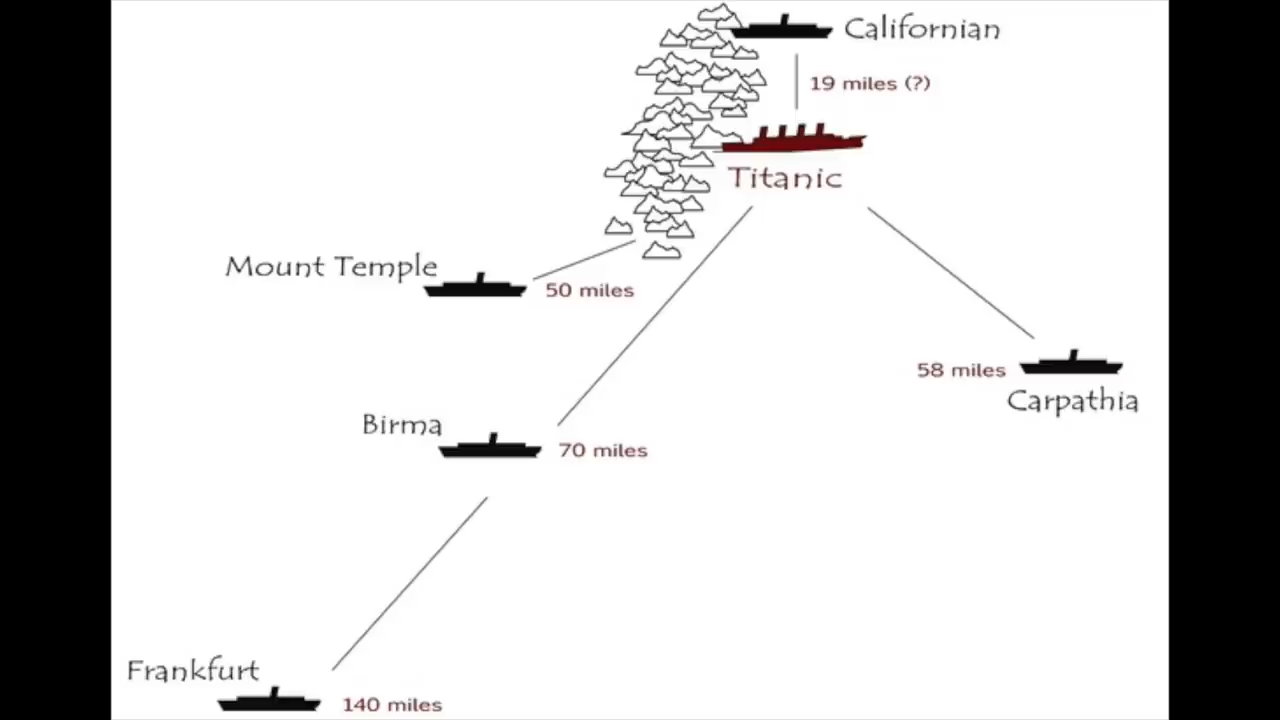 Californian
19 miles (?)
Titanic
Mount Temple
50 miles
58 miles
Carpathia
Birma
70 miles
Frankfurt
140 miles